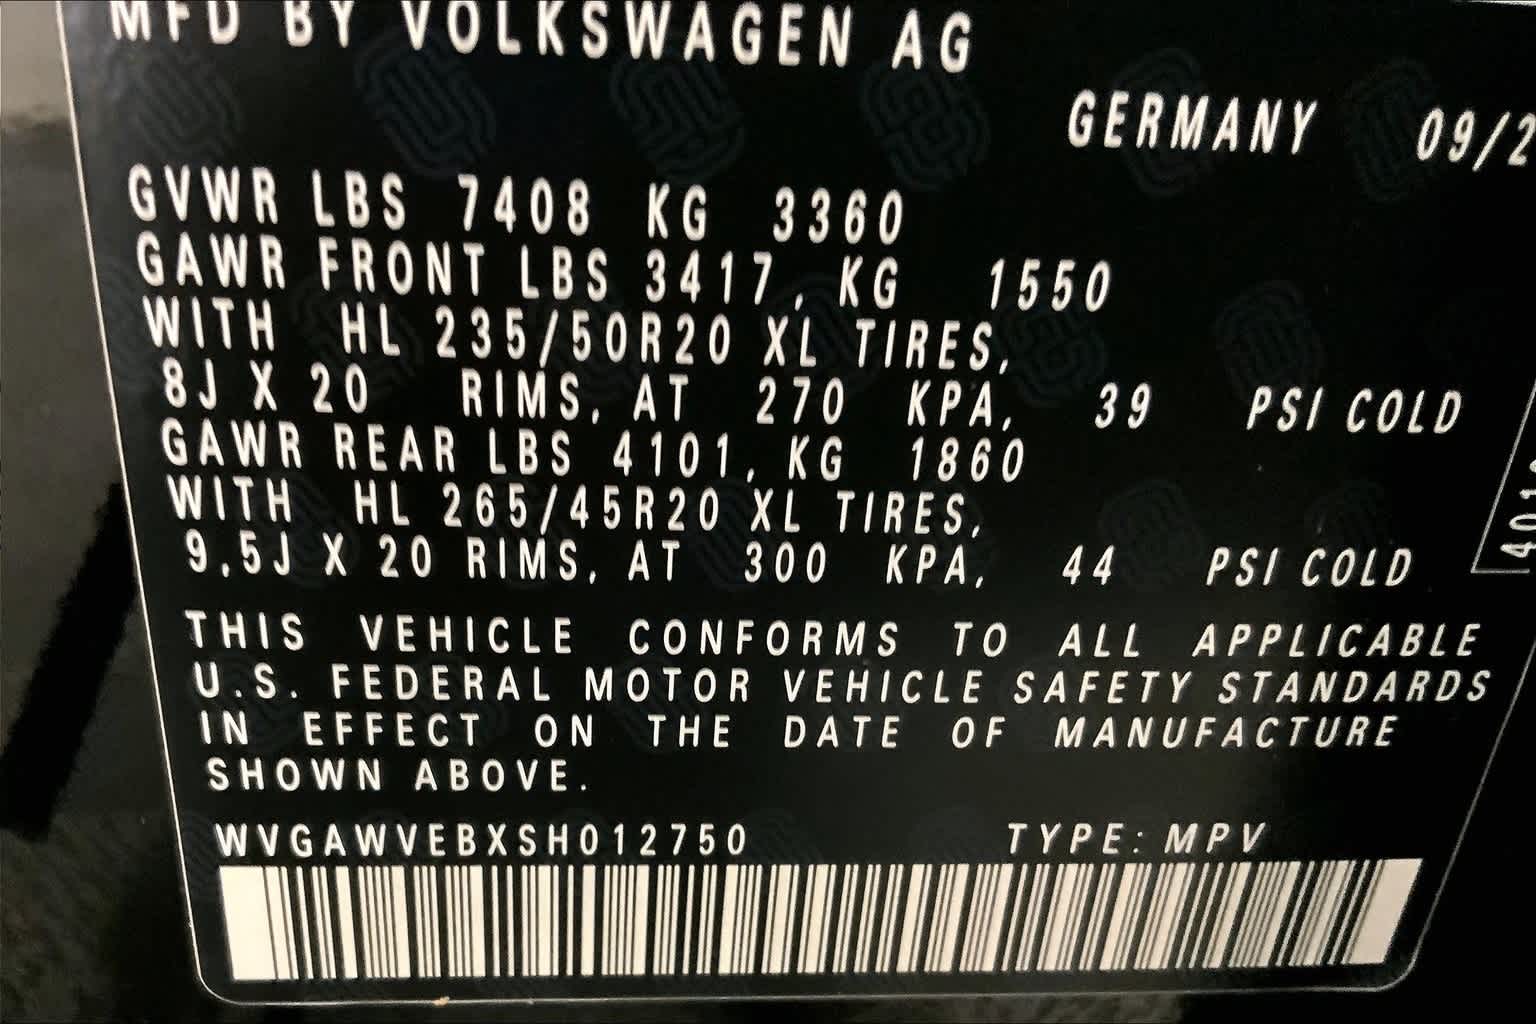 MFD BY VOLKSWAGEN AG
GERMANY 09/2
GVWR LBS 7408 KG 3360
GAWR FRONT LBS 3417, KG 1550
WITH HL 235/50R20 XL TIRES,
8J X 20 RIMS, AT 270 KPA, 39 PSI COLD
GAWR REAR LBS 4101, KG 1860
WITH HL 265/45R20 XL TIRES,
9,5J X 20 RIMS, AT 300 KPA, 44 PSI COLD
THIS VEHICLE CONFORMS TO ALL APPLICABLE
U.S. FEDERAL MOTOR VEHICLE SAFETY STANDARDS
IN EFFECT ON THE DATE OF MANUFACTURE
SHOWN ABOVE.
WVGAWVEBXSH012750 TYPE: MPV